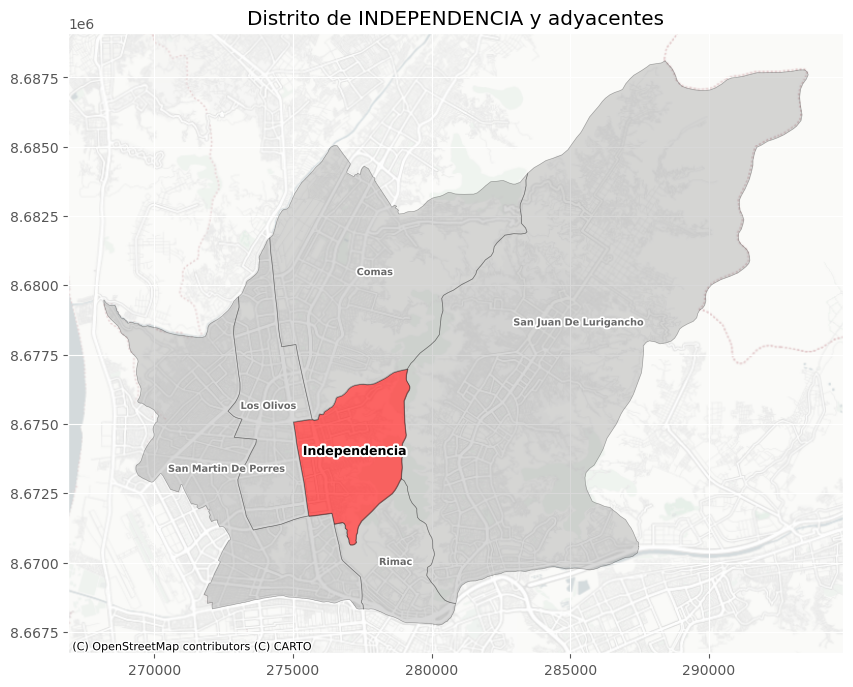 Distrito de INDEPENDENCIA y adyacentes
1e6
8.6875
8.6850
8.6825
8.6800
8.6775
8.6750
8.6725
8.6700
8.6675
Comas
San Juan De Lurigancho
Los Olivos
Independencia
San Martin De Porres
Rimac
(C) OpenStreetMap contributors (C) CARTO
270000 275000 280000 285000 290000